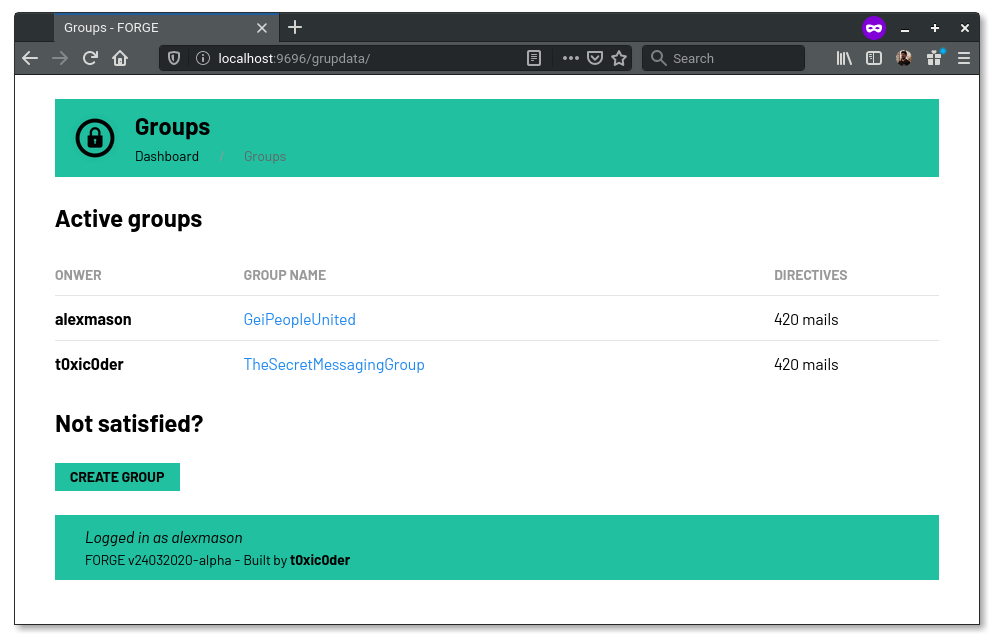 Groups - FORGE
localhost:9696/grupdata/
Search
Groups
Dashboard / Groups
Active groups
ONWER GROUP NAME DIRECTIVES
alexmason GeiPeopleUnited 420 mails
t0xic0der TheSecretMessagingGroup 420 mails
Not satisfied?
CREATE GROUP
Logged in as alexmason
FORGE v24032020-alpha - Built by t0xic0der